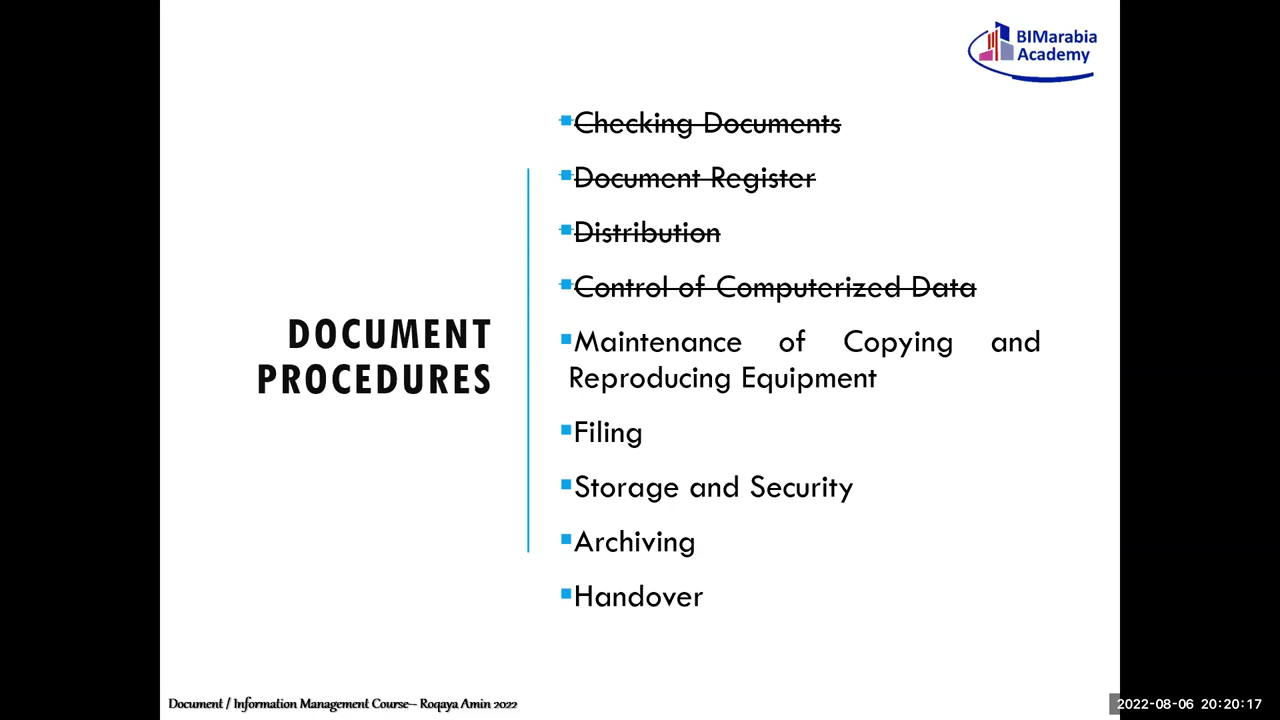 BIMarabia
Academy
DOCUMENT
PROCEDURES
Checking Documents
Document Register
Distribution
Control of Computerized Data
Maintenance of Copying and
Reproducing Equipment
Filing
Storage and Security
Archiving
Handover
Document / Information Management Course– Roqaya Amin 2022
2022-08-06 20:20:17